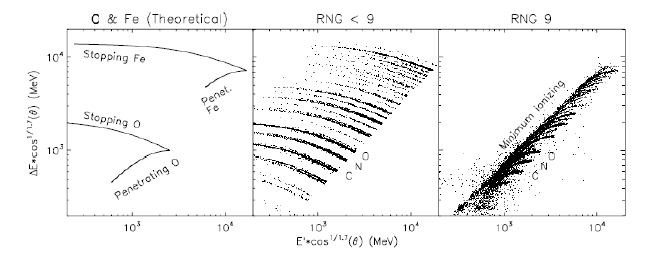 O & Fe (Theoretical)
RNG < 9
RNG 9
Stopping Fe
Penet.
Fe
Stopping O
Penetrating O
C N O
Minimum Ionizing
C N O
ΔE*cos^1/1.7(θ) (MeV)
10^4
10^3
10^3 10^4
10^3 10^4
10^3 10^4
E'*cos^1/1.7(θ) (MeV)